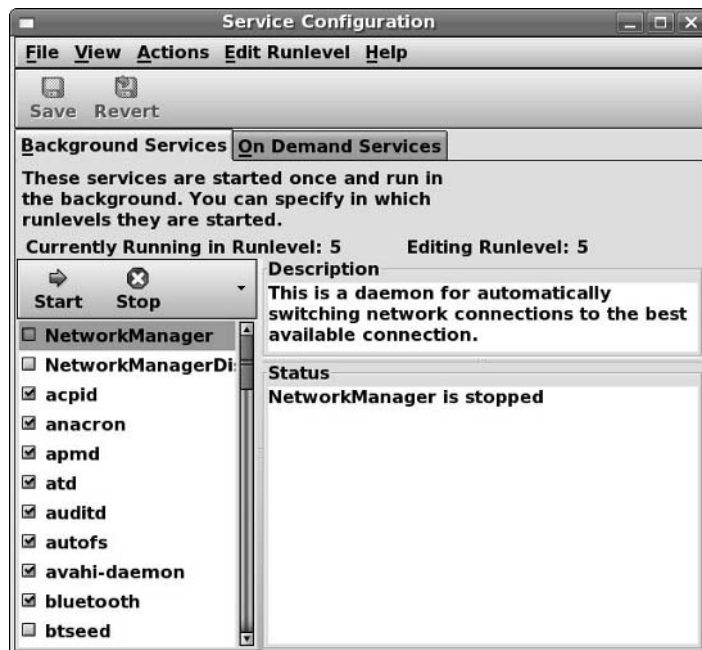 Service Configuration
File View Actions Edit Runlevel Help
Save Revert
Background Services On Demand Services
These services are started once and run in
the background. You can specify in which
runlevels they are started.
Currently Running in Runlevel: 5 Editing Runlevel: 5
Start Stop
NetworkManager
NetworkManagerDi
acpid
anacron
apmd
atd
auditd
autofs
avahi-daemon
bluetooth
btseed
Description
This is a daemon for automatically
switching network connections to the best
available connection.
Status
NetworkManager is stopped